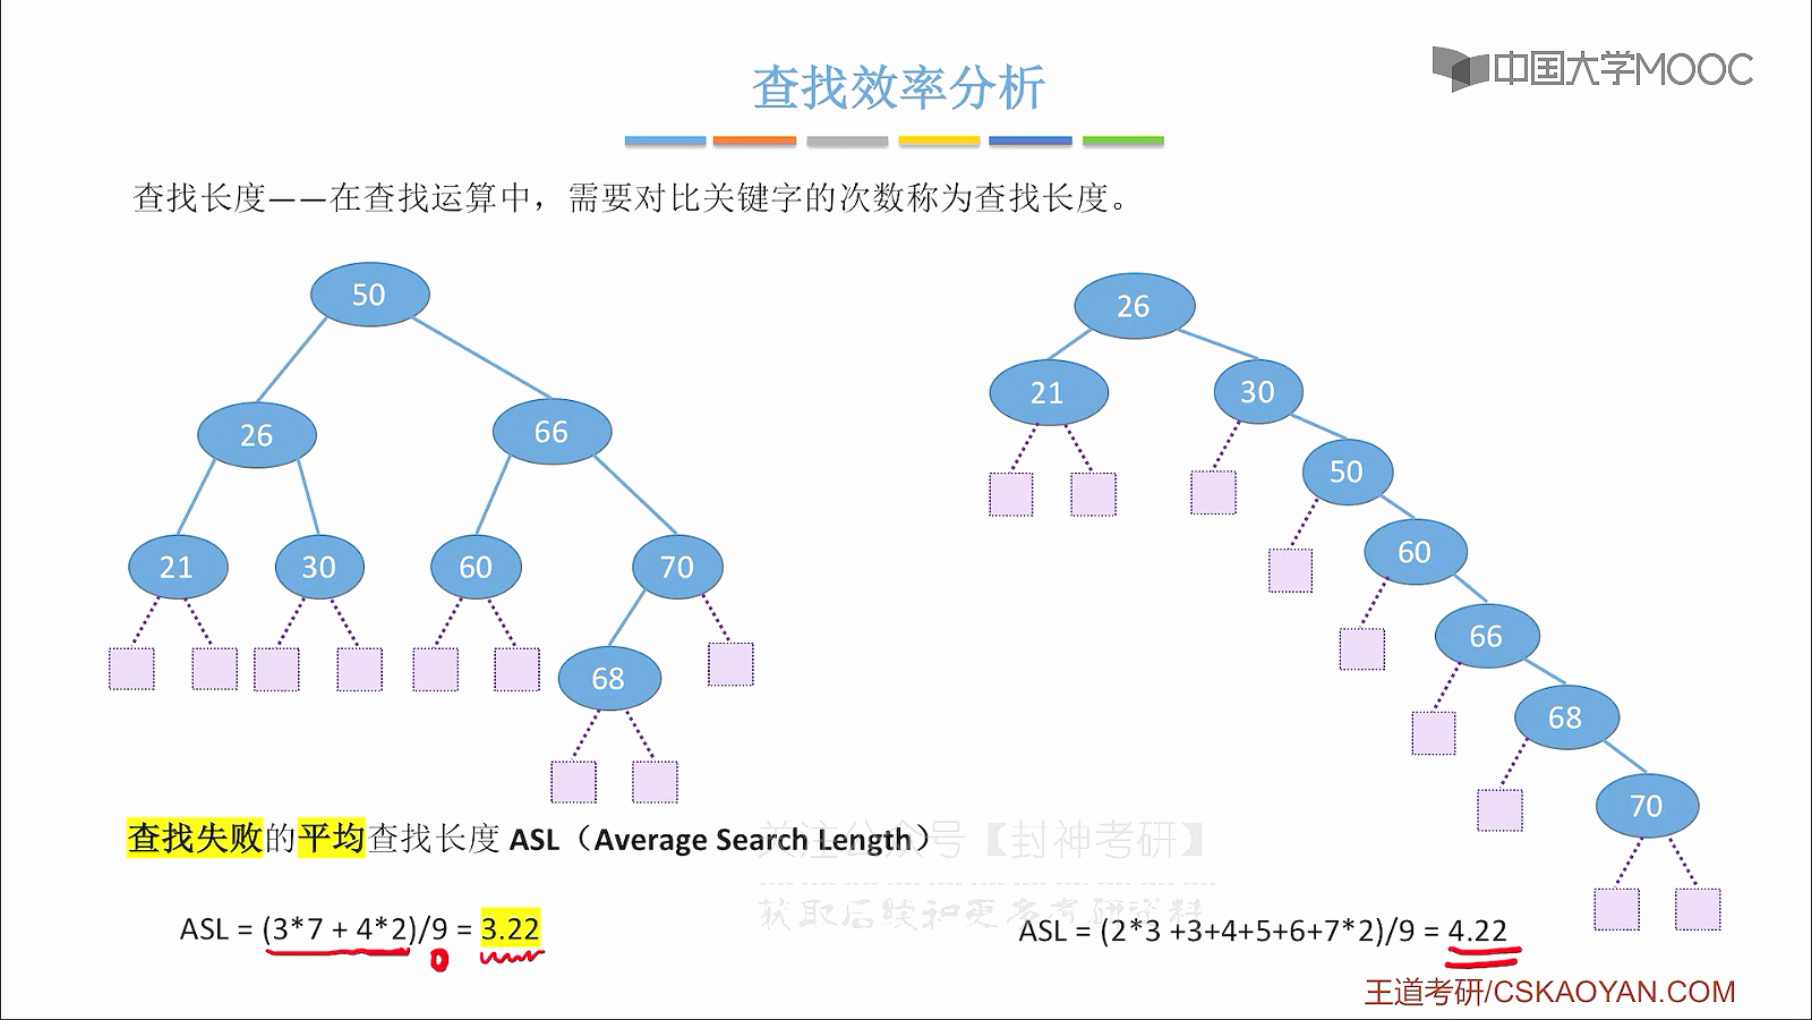 中国大学MOOC
查找效率分析
查找长度——在查找运算中，需要对比关键字的次数称为查找长度。
50
26
66
21
30
60
70
68
26
21
30
50
60
66
68
70
查找失败的平均查找长度 ASL（Average Search Length）
关注公众号【封神考研】
获取后续和更多考研资料
ASL = (3*7 + 4*2)/9 = 3.22
ASL = (2*3 +3+4+5+6+7*2)/9 = 4.22
王道考研/CSKAOYAN.COM